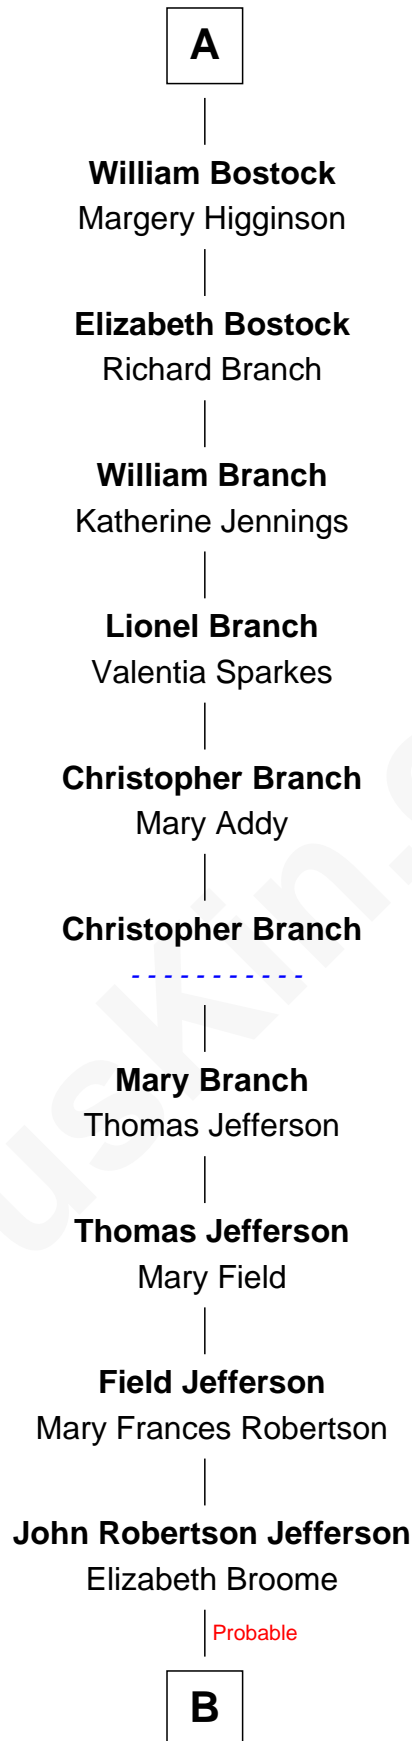 A
William Bostock
Margery Higginson
Elizabeth Bostock
Richard Branch
William Branch
Katherine Jennings
Lionel Branch
Valentia Sparkes
Christopher Branch
Mary Addy
Christopher Branch
- - - - - - - - - - -
Mary Branch
Thomas Jefferson
Thomas Jefferson
Mary Field
Field Jefferson
Mary Frances Robertson
John Robertson Jefferson
Elizabeth Broome
Probable
B